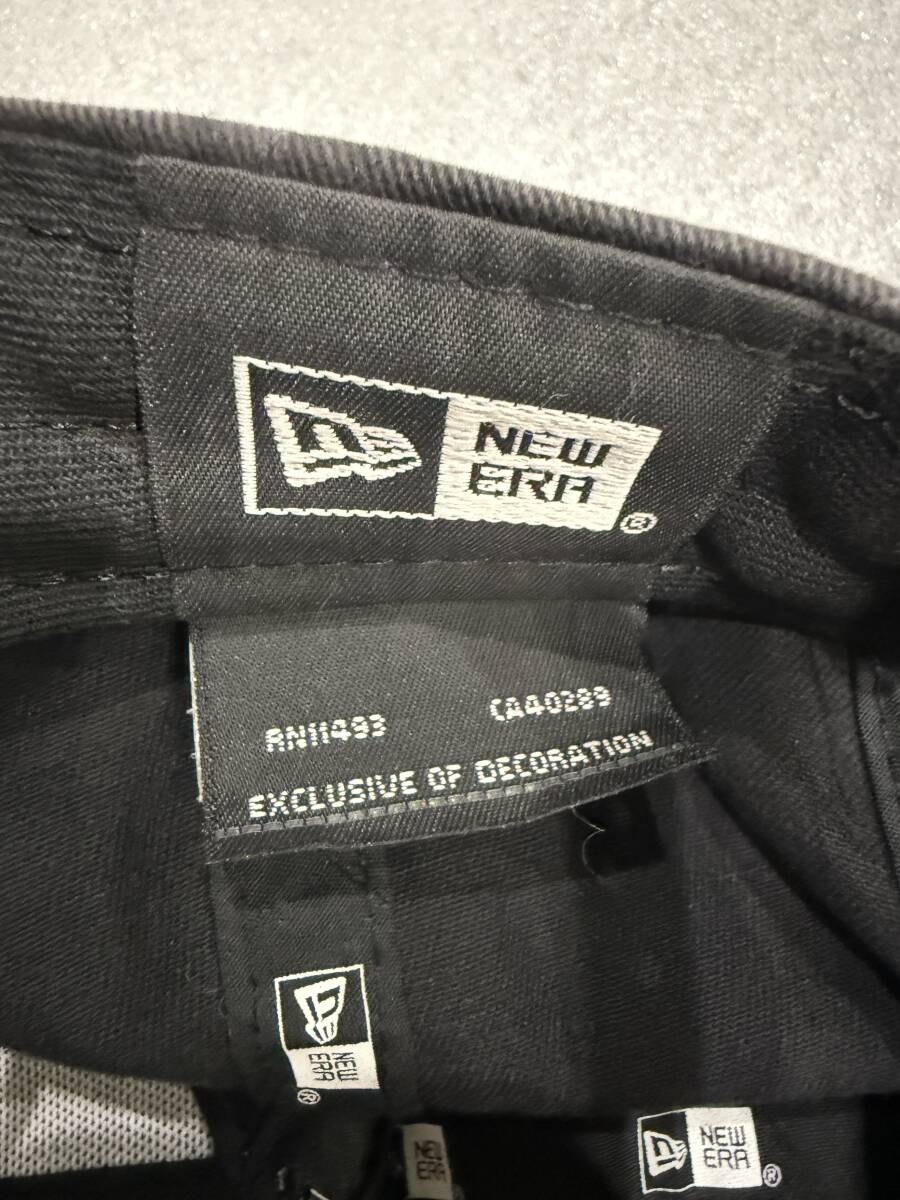 NEW
ERA
®
RN11493
CA40289
EXCLUSIVE OF DECORATION
NEW
ERA
®
NEW
ERA
NEW
ERA
®